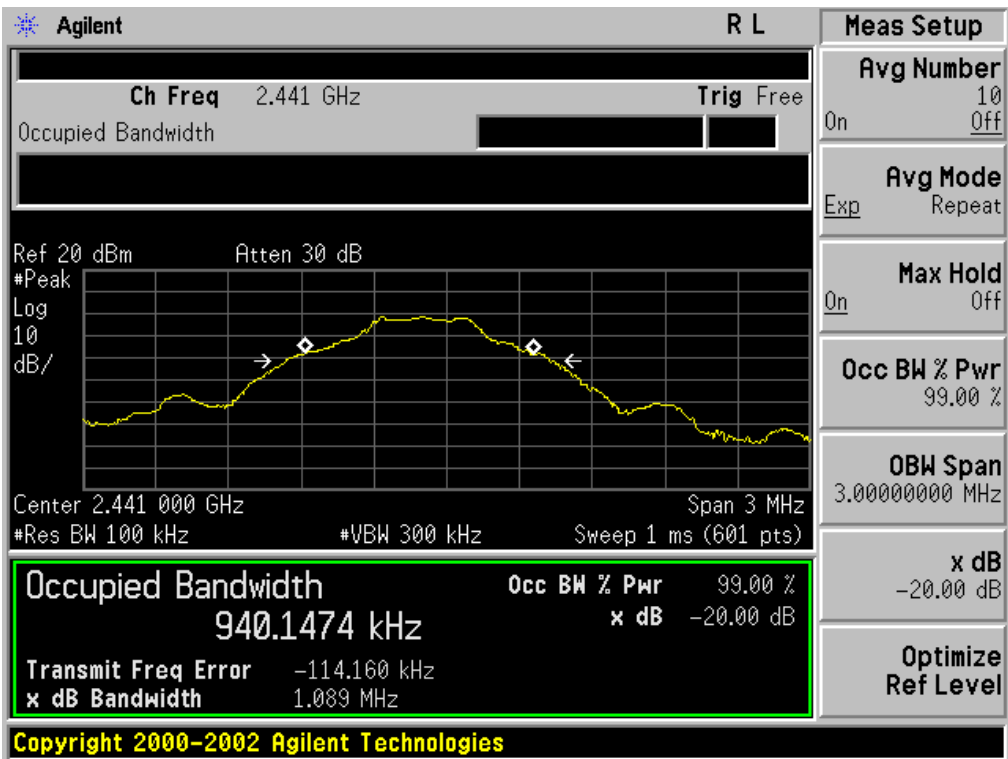 Agilent R L
Ch Freq 2.441 GHz Trig Free
Occupied Bandwidth
Ref 20 dBm Atten 30 dB
#Peak
Log
10
dB/
Center 2.441 000 GHz Span 3 MHz
#Res BW 100 kHz #VBW 300 kHz Sweep 1 ms (601 pts)
Occupied Bandwidth Occ BW % Pwr 99.00 %
940.1474 kHz x dB -20.00 dB
Transmit Freq Error -114.160 kHz
x dB Bandwidth 1.089 MHz
Copyright 2000-2002 Agilent Technologies
Meas Setup
Avg Number
10
On Off
Avg Mode
Exp Repeat
Max Hold
On Off
Occ BW % Pwr
99.00 %
OBW Span
3.00000000 MHz
x dB
-20.00 dB
Optimize
Ref Level